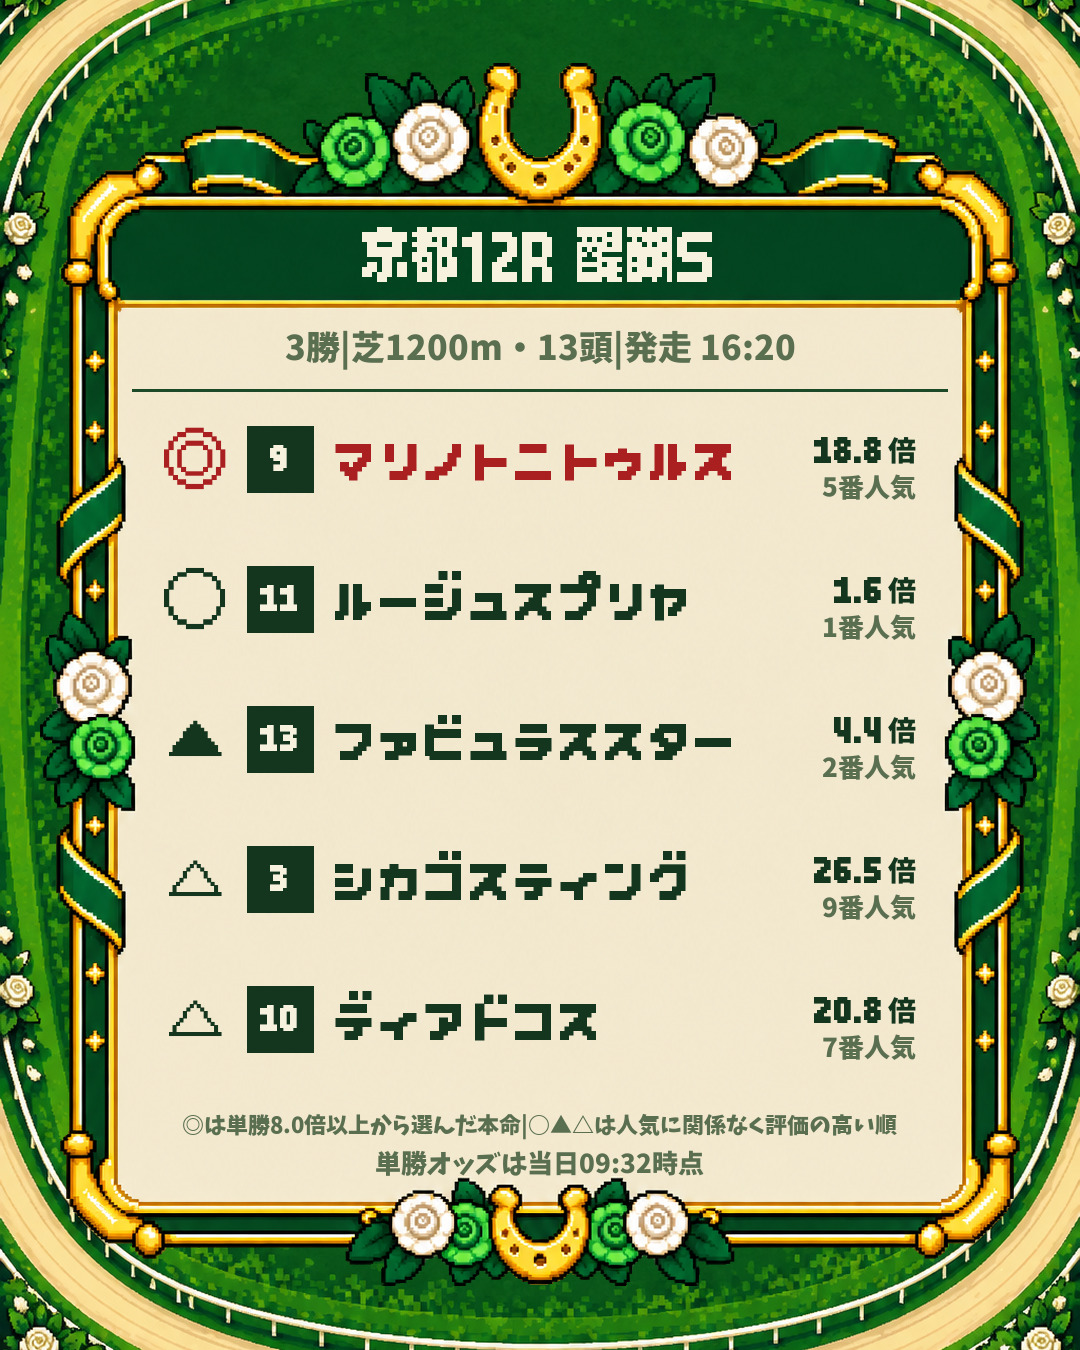 京都12R 醍醐S
3勝|芝1200m・13頭|発走 16:20
◎ 9 マリノトニトゥルス 18.8倍
5番人気
○ 11 ルージュスプリヤ 1.6倍
1番人気
▲ 13 ファビュラススター 4.4倍
2番人気
△ 3 シカゴスティング 26.5倍
9番人気
△ 10 ディアドコス 20.8倍
7番人気
◎は単勝8.0倍以上から選んだ本命|○▲△は人気に関係なく評価の高い順
単勝オッズは当日09:32時点